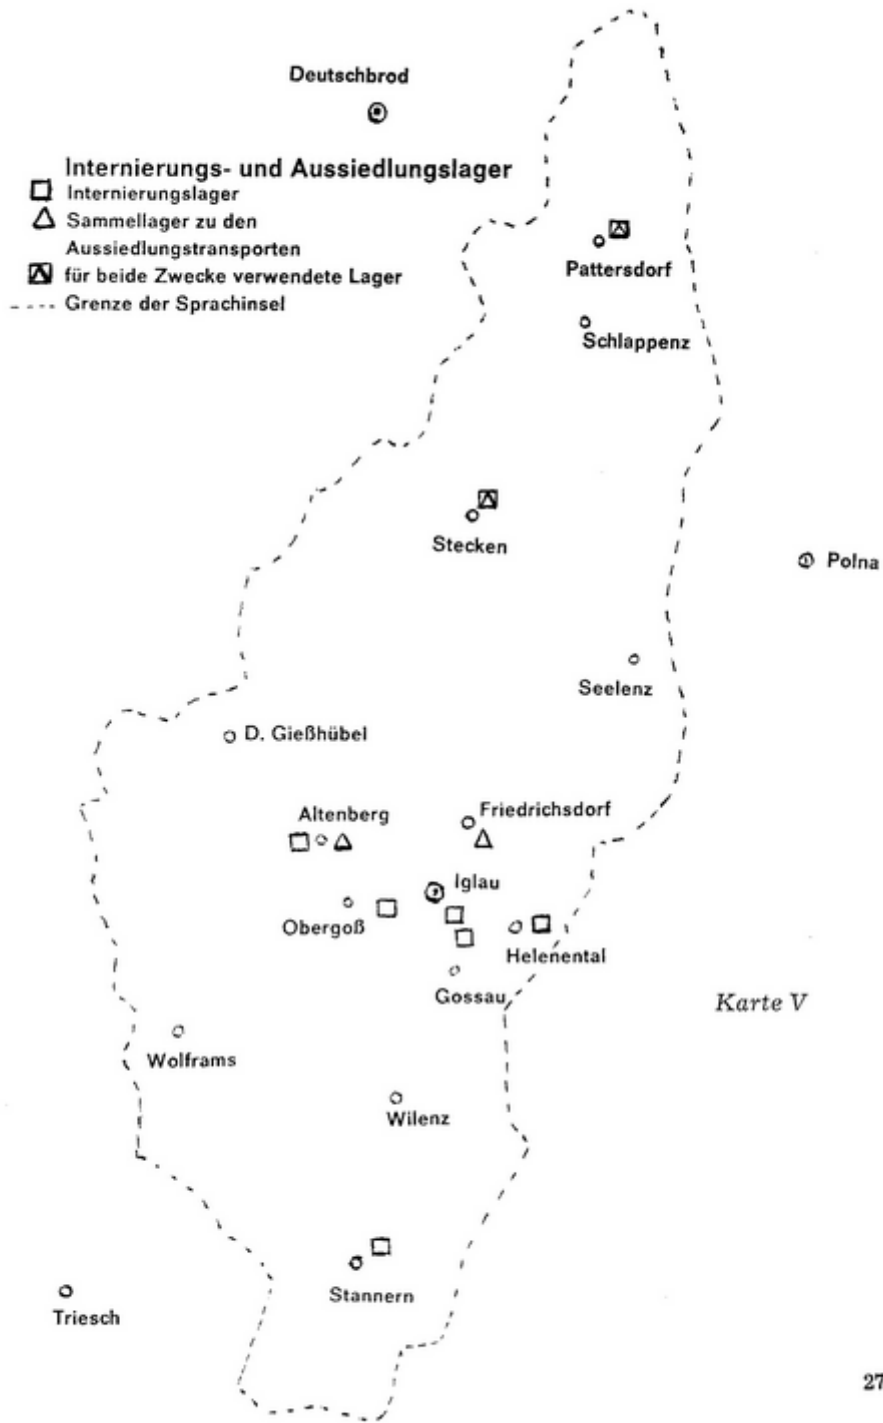 Deutschbrod
Internierungs- und Aussiedlungslager
Internierungslager
Sammellager zu den
Aussiedlungstransporten
für beide Zwecke verwendete Lager
Grenze der Sprachinsel
Pattersdorf
Schlappenz
Stecken
Polna
Seelenz
D. Gießhübel
Altenberg
Friedrichsdorf
Iglau
Obergoß
Helenental
Gossau
Karte V
Wolframs
Wilenz
Stannern
Triesch
27